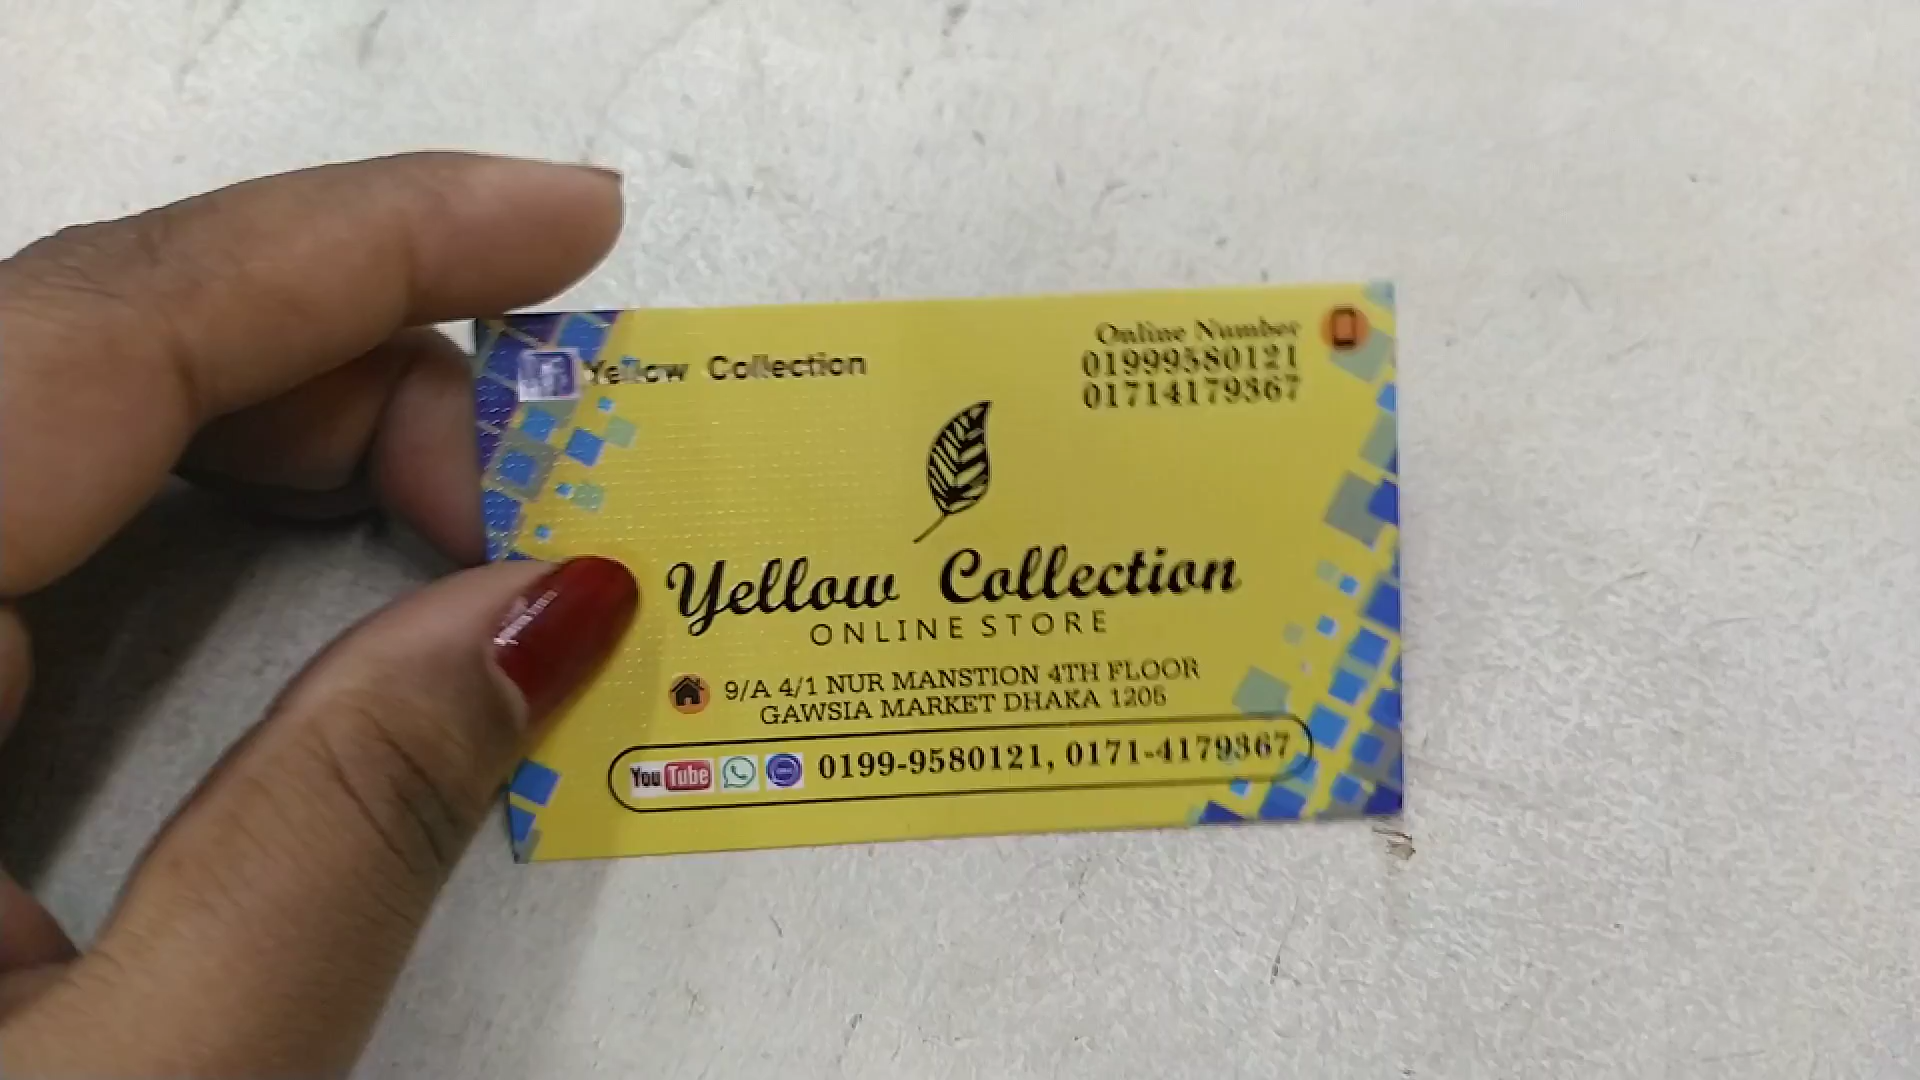 Yellow Collection
Online Number
01999580121
01714179367
Yellow Collection
ONLINE STORE
9/A 4/1 NUR MANSTION 4TH FLOOR
GAWSIA MARKET DHAKA 1205
YouTube 0199-9580121, 0171-4179367